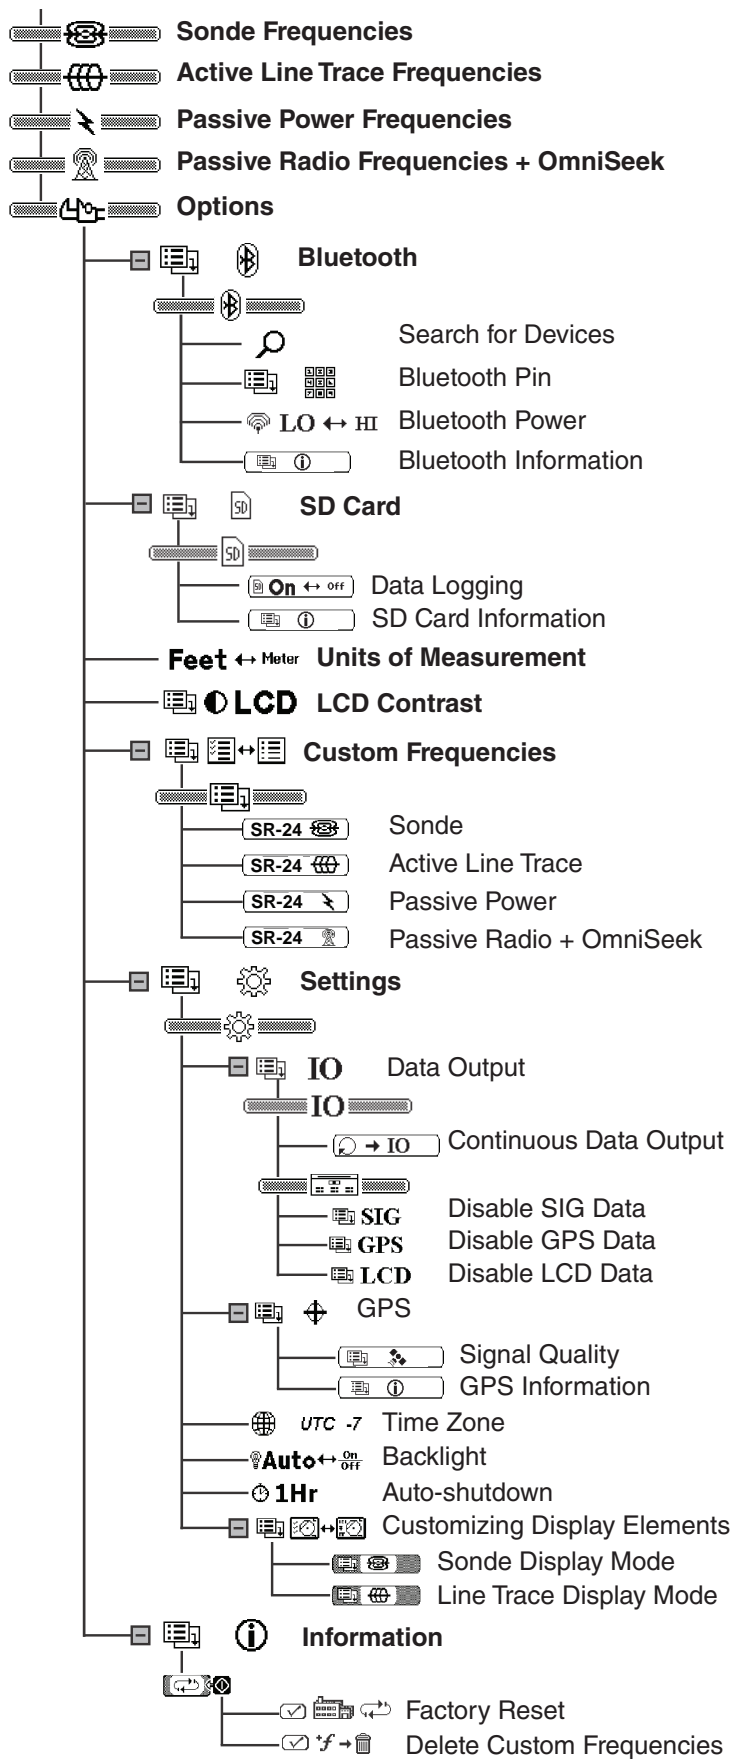 Sonde Frequencies
Active Line Trace Frequencies
Passive Power Frequencies
Passive Radio Frequencies + OmniSeek
Options
Bluetooth
Search for Devices
Bluetooth Pin
LO ↔ HI Bluetooth Power
Bluetooth Information
SD SD Card
SD
SD On ↔ Off Data Logging
SD Card Information
Feet ↔ Meter Units of Measurement
LCD LCD Contrast
Custom Frequencies
SR-24 Sonde
SR-24 Active Line Trace
SR-24 Passive Power
SR-24 Passive Radio + OmniSeek
Settings
IO Data Output
IO
→ IO Continuous Data Output
SIG Disable SIG Data
GPS Disable GPS Data
LCD Disable LCD Data
GPS
Signal Quality
GPS Information
UTC -7 Time Zone
Auto ↔ On Off Backlight
1Hr Auto-shutdown
Customizing Display Elements
Sonde Display Mode
Line Trace Display Mode
Information
Factory Reset
+f → Delete Custom Frequencies